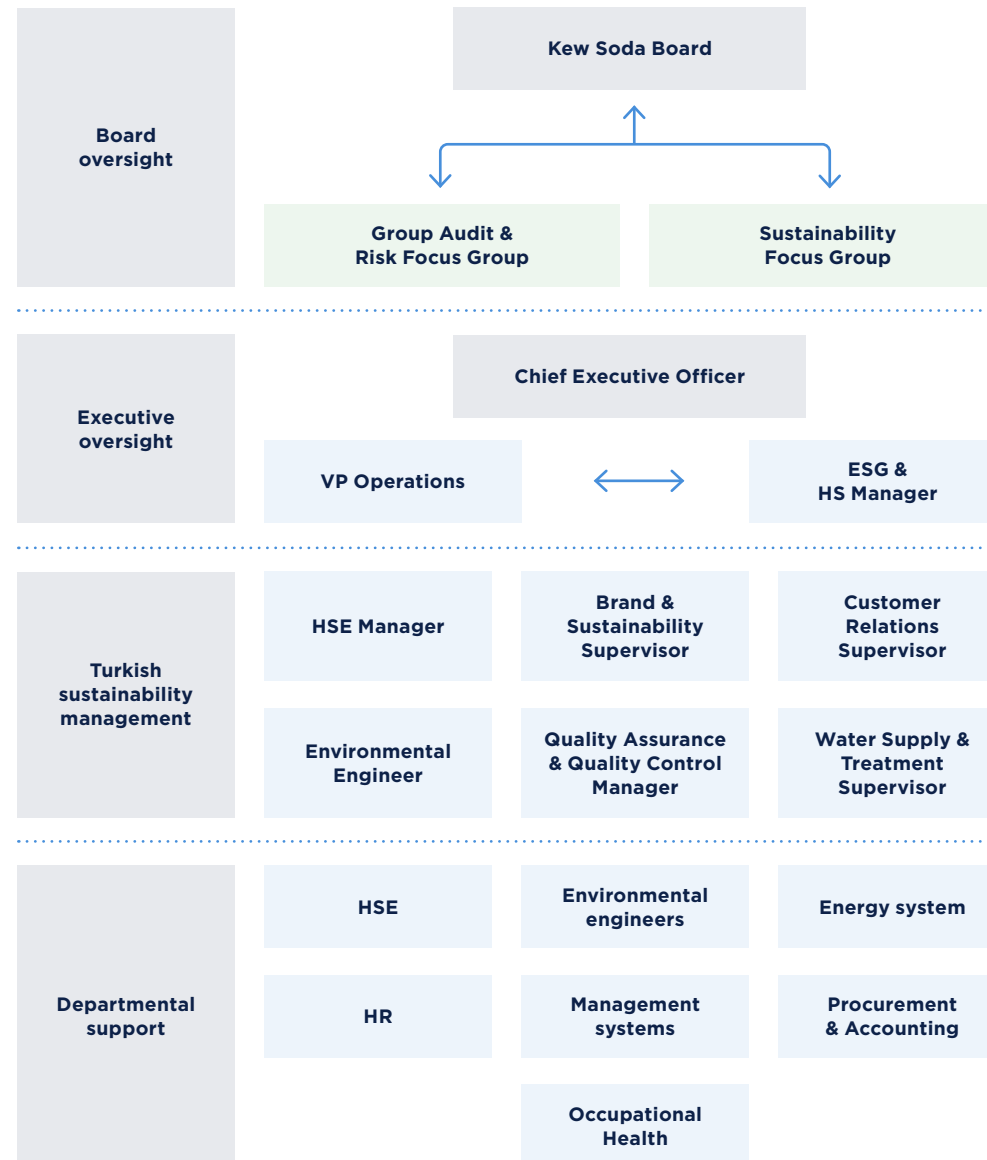 Board
oversight
Kew Soda Board
Group Audit &
Risk Focus Group
Sustainability
Focus Group
Executive
oversight
Chief Executive Officer
VP Operations
ESG &
HS Manager
Turkish
sustainability
management
HSE Manager
Brand &
Sustainability
Supervisor
Customer
Relations
Supervisor
Environmental
Engineer
Quality Assurance
& Quality Control
Manager
Water Supply &
Treatment
Supervisor
Departmental
support
HSE
Environmental
engineers
Energy system
HR
Management
systems
Procurement
& Accounting
Occupational
Health